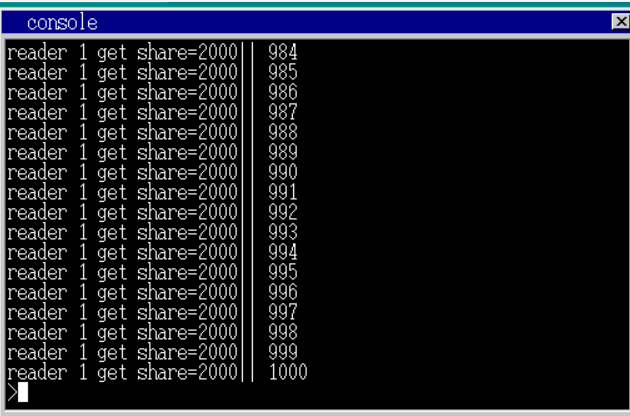 console
reader 1 get share=2000|| 984
reader 1 get share=2000|| 985
reader 1 get share=2000|| 986
reader 1 get share=2000|| 987
reader 1 get share=2000|| 988
reader 1 get share=2000|| 989
reader 1 get share=2000|| 990
reader 1 get share=2000|| 991
reader 1 get share=2000|| 992
reader 1 get share=2000|| 993
reader 1 get share=2000|| 994
reader 1 get share=2000|| 995
reader 1 get share=2000|| 996
reader 1 get share=2000|| 997
reader 1 get share=2000|| 998
reader 1 get share=2000|| 999
reader 1 get share=2000|| 1000
>